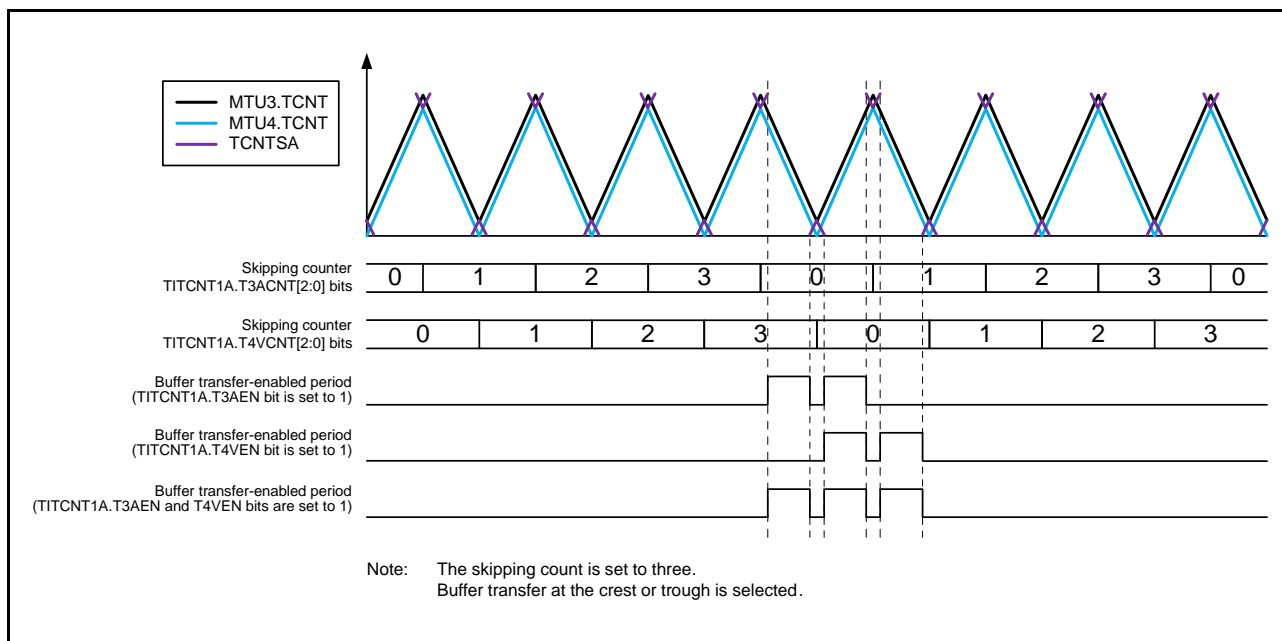 MTU3.TCNT
MTU4.TCNT
TCNTSA
Skipping counter
TITCNT1A.T3ACNT[2:0] bits
0 1 2 3 0 1 2 3 0
Skipping counter
TITCNT1A.T4VCNT[2:0] bits
0 1 2 3 0 1 2 3
Buffer transfer-enabled period
(TITCNT1A.T3AEN bit is set to 1)
Buffer transfer-enabled period
(TITCNT1A.T4VEN bit is set to 1)
Buffer transfer-enabled period
(TITCNT1A.T3AEN and T4VEN bits are set to 1)
Note: The skipping count is set to three.
Buffer transfer at the crest or trough is selected.